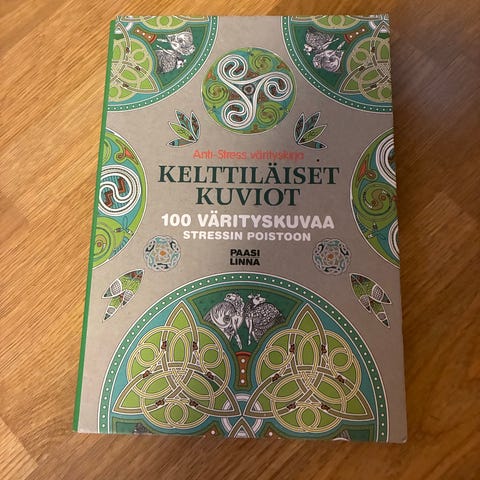 Anti-Stress värityskirja
KELTTILÄISET
KUVIOT
100 VÄRITYSKUVAA
STRESSIN POISTOON
PAASI
LINNA